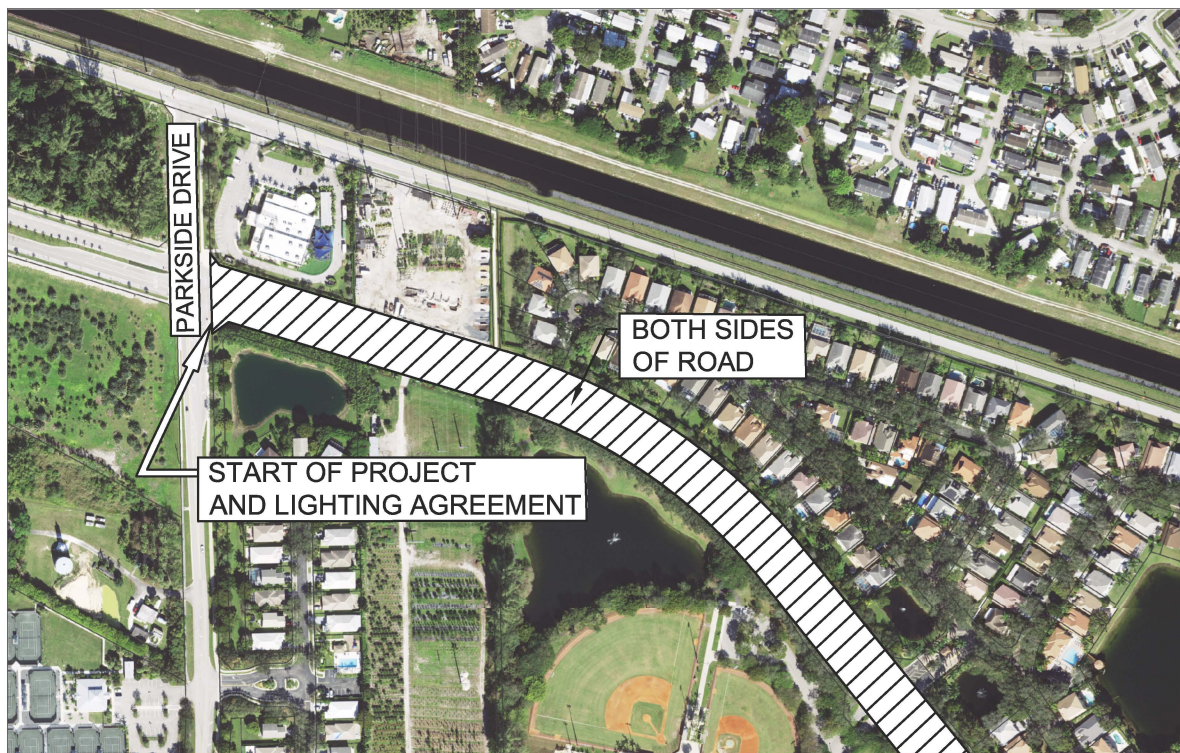 PARKSIDE DRIVE
BOTH SIDES
OF ROAD
START OF PROJECT
AND LIGHTING AGREEMENT